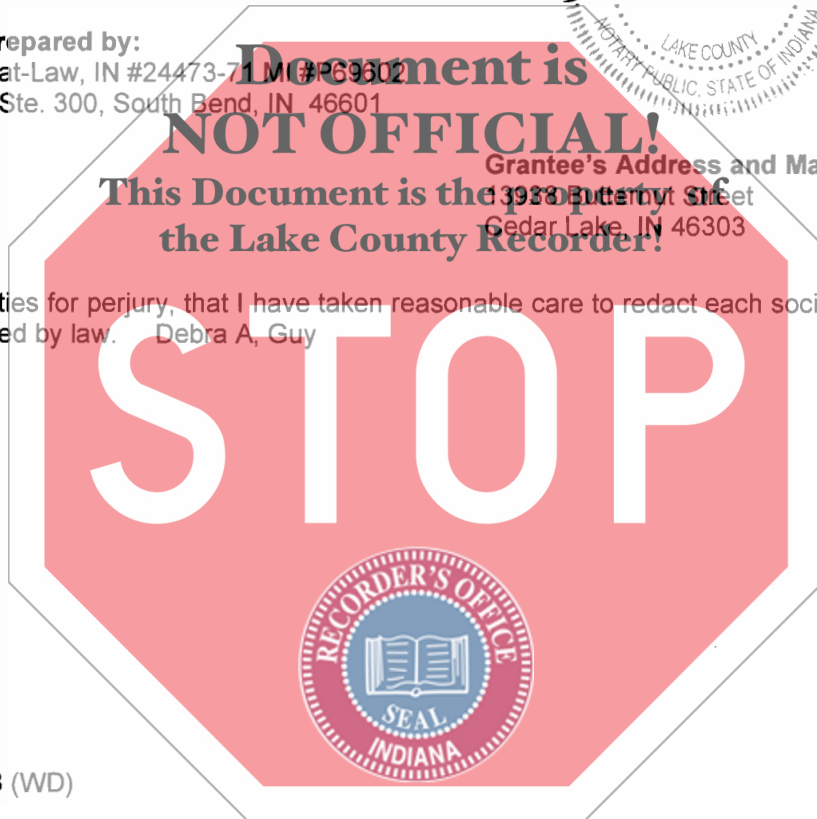 repared by:
at-Law, IN #24473-71 MI #P69602
Ste. 300, South Bend, IN 46601
LAKE COUNTY
NOTARY PUBLIC, STATE OF INDIANA
Document is
NOT OFFICIAL!
This Document is the property of
the Lake County Recorder!
Grantee's Address and Ma
13938 Butternut Street
Cedar Lake, IN 46303
ties for perjury, that I have taken reasonable care to redact each soci
ed by law. Debra A, Guy
STOP
RECORDER'S OFFICE
SEAL
INDIANA
(WD)